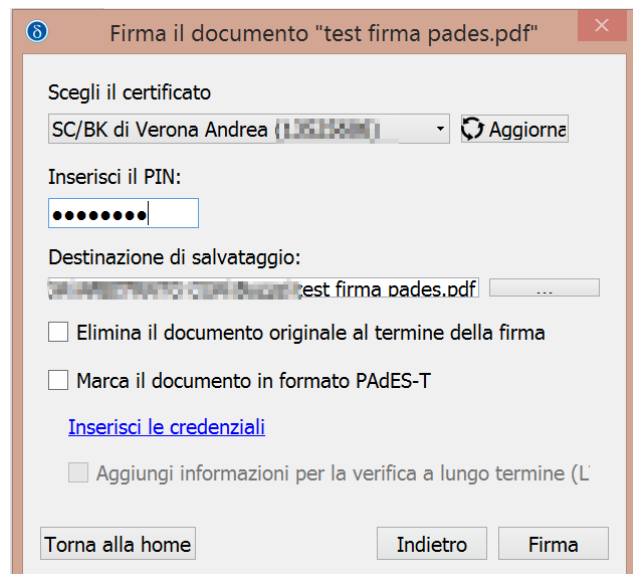 δ
Firma il documento "test firma pades.pdf"
Scegli il certificato
SC/BK di Verona Andrea (
Aggiorna
Inserisci il PIN:
●●●●●●●●
Destinazione di salvataggio:
est firma pades.pdf
...
Elimina il documento originale al termine della firma
Marca il documento in formato PAdES-T
Inserisci le credenziali
Aggiungi informazioni per la verifica a lungo termine (L
Torna alla home
Indietro
Firma